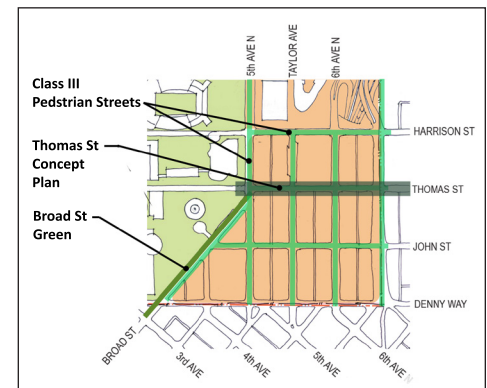 5th AVE N
TAYLOR AVE
6th AVE N
Class III
Pedstrian Streets
HARRISON ST
Thomas St
Concept
Plan
THOMAS ST
Broad St
Green
JOHN ST
DENNY WAY
BROAD ST
3rd AVE
4th AVE
5th AVE
6th AVE N